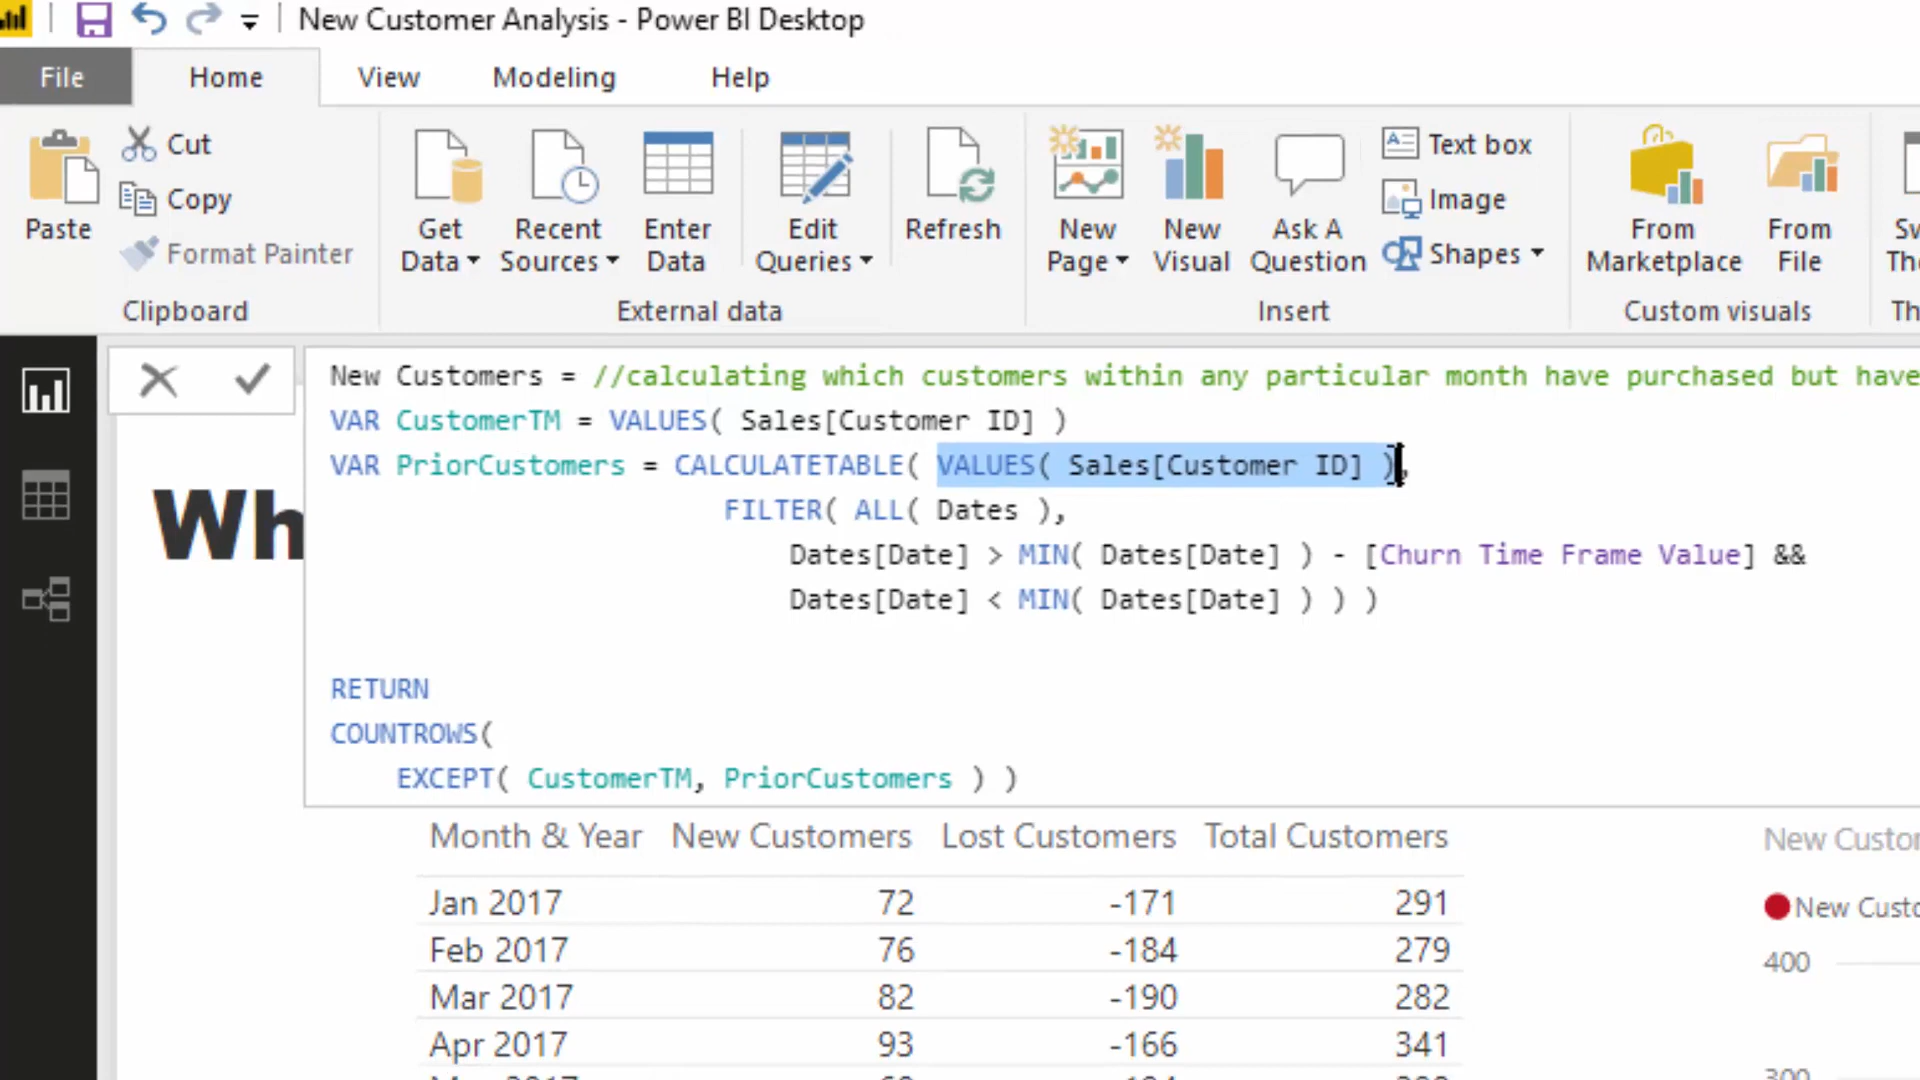 New Customer Analysis - Power BI Desktop
File Home View Modeling Help
Paste
Cut
Copy
Format Painter
Clipboard
Get Data
Recent Sources
Enter Data
Edit Queries
Refresh
External data
New Page
New Visual
Ask A Question
Text box
Image
Shapes
Insert
From Marketplace
From File
Custom visuals
New Customers = //calculating which customers within any particular month have purchased but have
VAR CustomerTM = VALUES( Sales[Customer ID] )
VAR PriorCustomers = CALCULATETABLE( VALUES( Sales[Customer ID] ),
FILTER( ALL( Dates ),
Dates[Date] > MIN( Dates[Date] ) - [Churn Time Frame Value] &&
Dates[Date] < MIN( Dates[Date] ) ) )
RETURN
COUNTROWS(
EXCEPT( CustomerTM, PriorCustomers ) )
Wh
Month & Year New Customers Lost Customers Total Customers
Jan 2017 72 -171 291
Feb 2017 76 -184 279
Mar 2017 82 -190 282
Apr 2017 93 -166 341
New Custo
New Custo
400
300